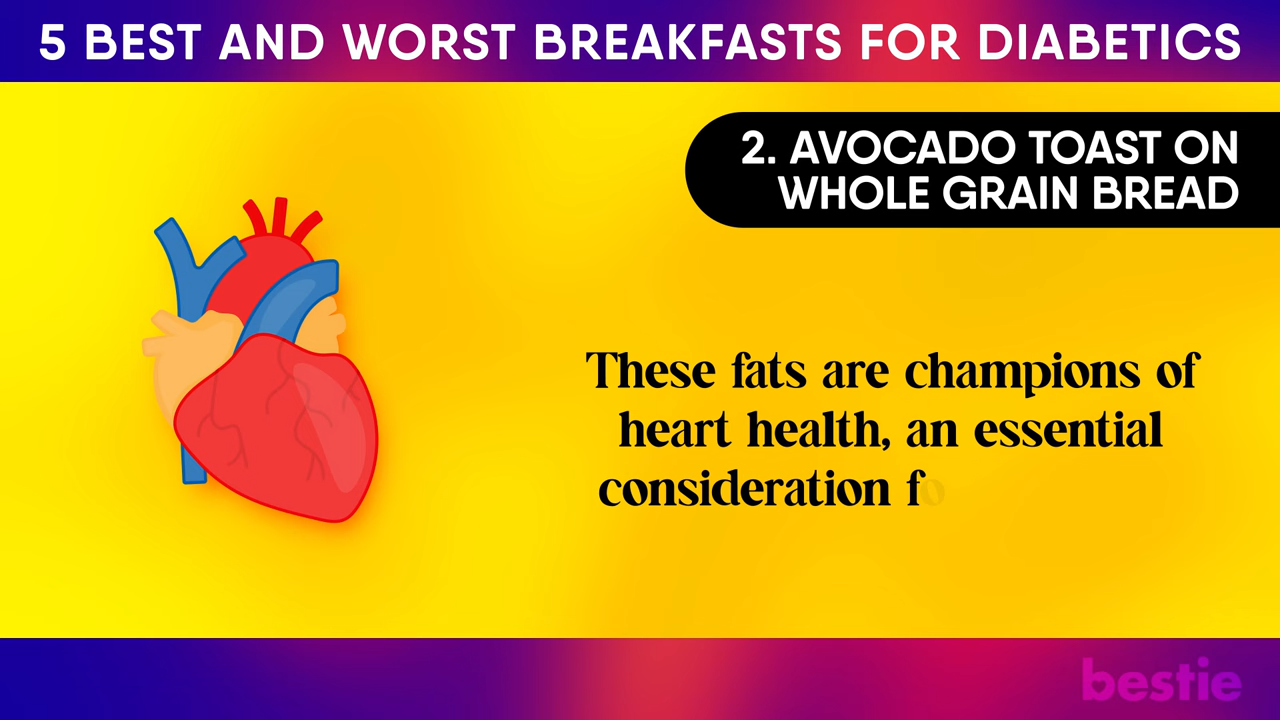 5 BEST AND WORST BREAKFASTS FOR DIABETICS
2. AVOCADO TOAST ON
WHOLE GRAIN BREAD
These fats are champions of
heart health, an essential
consideration fo
bestie